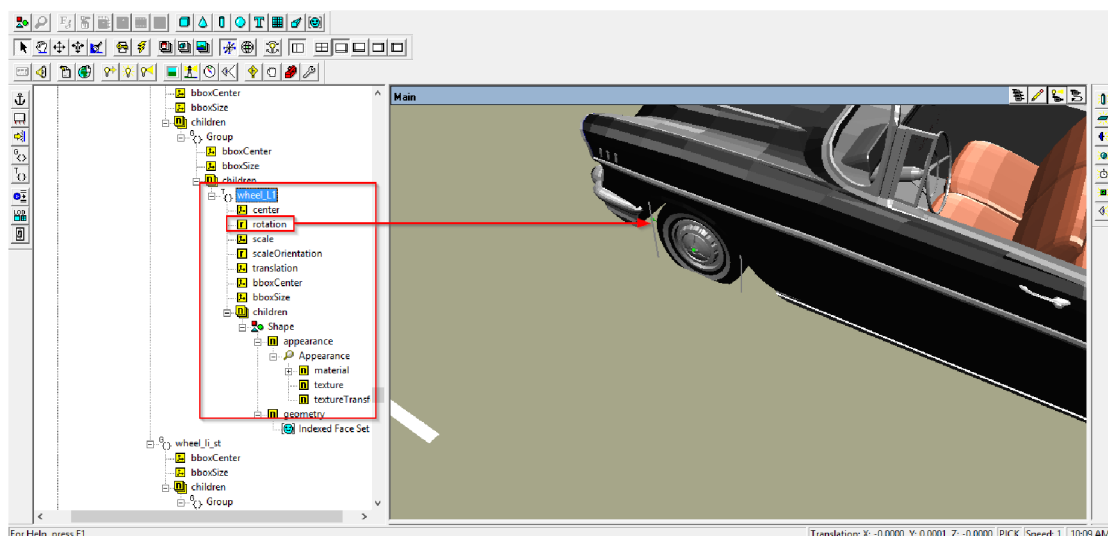 Main
bboxCenter
bboxSize
children
Group
bboxCenter
bboxSize
children
wheel_L1
center
rotation
scale
scaleOrientation
translation
bboxCenter
bboxSize
children
Shape
appearance
Appearance
material
texture
textureTransf
geometry
Indexed Face Set
wheel_li_st
bboxCenter
bboxSize
children
Group
For Help, press F1
Translation: X: -0.0000 Y: 0.0001 Z: -0.0000 PICK Speed: 1 10:09 AM